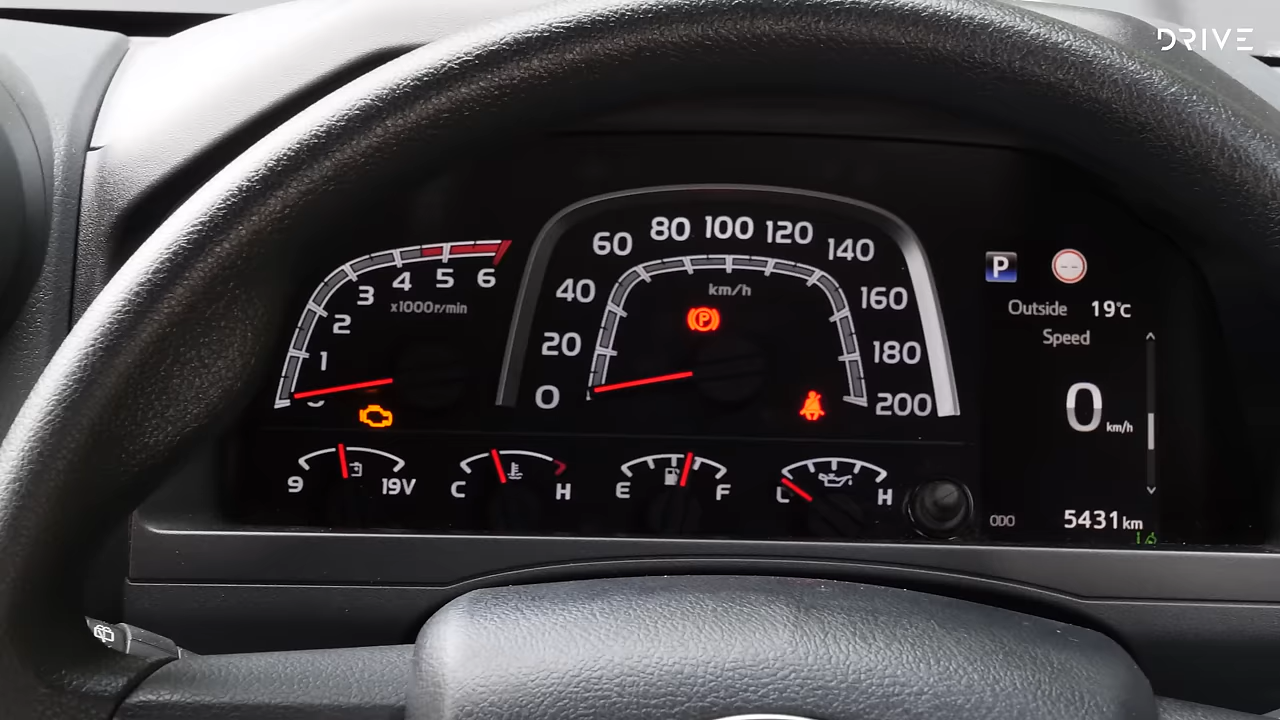 DRIVE
0 1 2 3 4 5 6
x1000r/min
0 20 40 60 80 100 120 140 160 180 200
km/h
P
P
--
Outside 19℃
Speed
0 km/h
ODO 5431 km
9 19V
C H
E F
L H